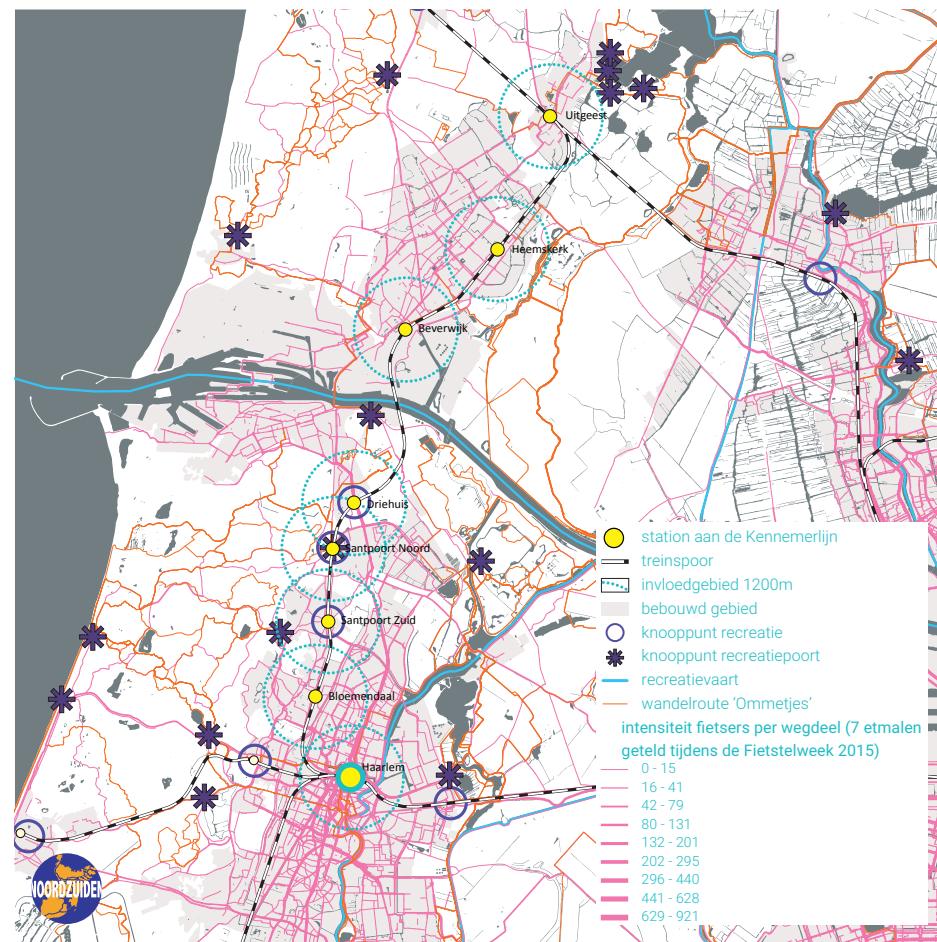 Uitgeest
Heemskerk
Beverwijk
Driehuis
Santpoort Noord
Santpoort Zuid
Bloemendaal
Haarlem
station aan de Kennemerlijn
treinspoor
invloedgebied 1200m
bebouwd gebied
knooppunt recreatie
knooppunt recreatiepoort
recreatievaart
wandelroute 'Ommetjes'
intensiteit fietsers per wegdeel (7 etmalen
geteld tijdens de Fietstelweek 2015)
0 - 15
16 - 41
42 - 79
80 - 131
132 - 201
202 - 295
296 - 440
441 - 628
629 - 921
NOORDZUIDEN